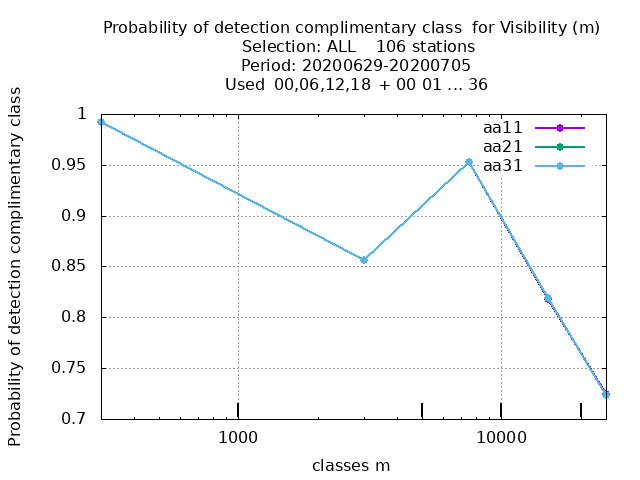 Probability of detection complimentary class  for Visibility (m)
Selection: ALL    106 stations
Period: 20200629-20200705
Used  00,06,12,18 + 00 01 ... 36
Probability of detection complimentary class
1
0.95
0.9
0.85
0.8
0.75
0.7
aa11
aa21
aa31
1000
10000
classes m